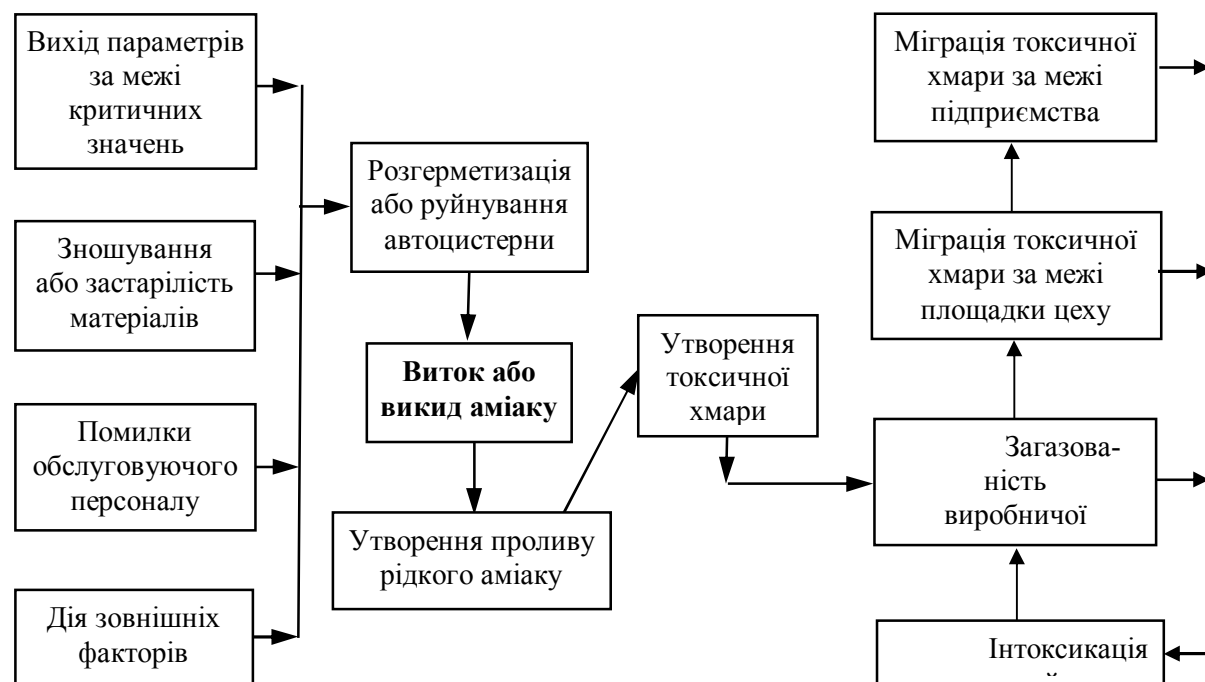 Вихід параметрів
за межі
критичних
значень
Зношування
або застарілість
матеріалів
Помилки
обслуговуючого
персоналу
Дія зовнішніх
факторів
Розгерметизація
або руйнування
автоцистерни
Виток або
викид аміаку
Утворення проливу
рідкого аміаку
Утворення
токсичної
хмари
Міграція токсичної
хмари за межі
підприємства
Міграція токсичної
хмари за межі
площадки цеху
Загазова-
ність
виробничої
Інтоксикація